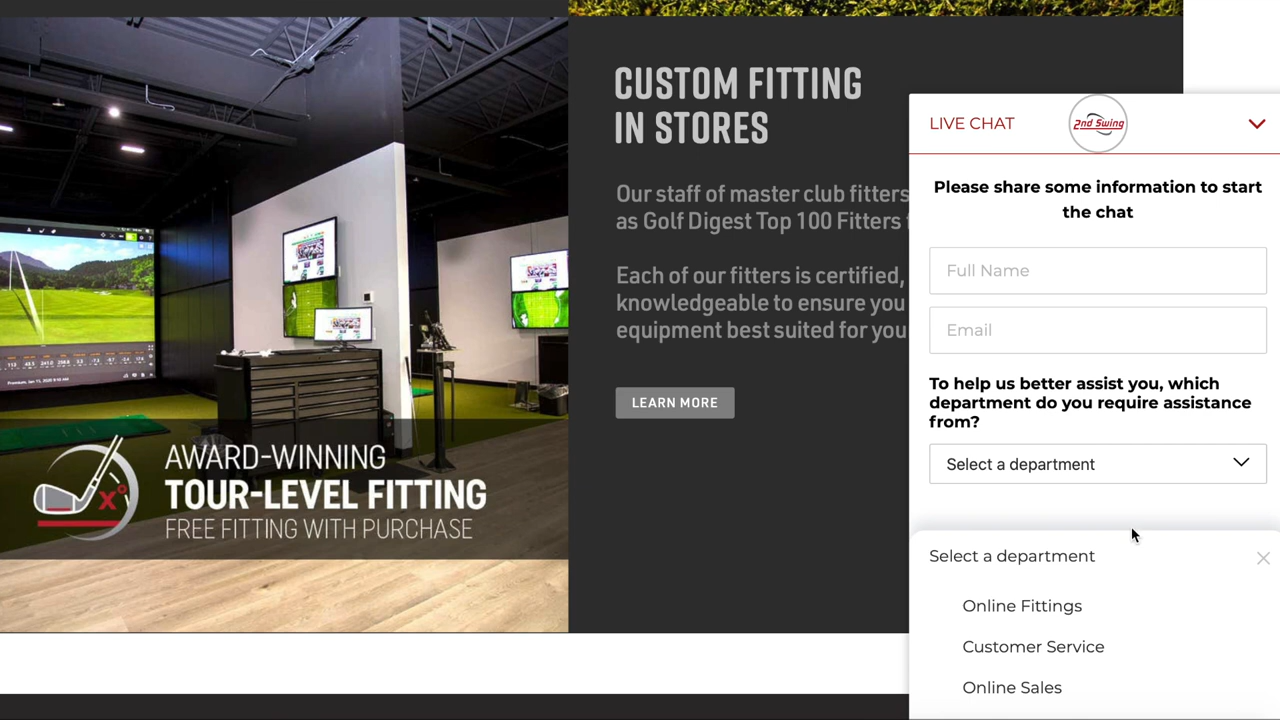 CUSTOM FITTING
IN STORES
Our staff of master club fitters
as Golf Digest Top 100 Fitters
Each of our fitters is certified,
knowledgeable to ensure you
equipment best suited for you
LEARN MORE
AWARD-WINNING
TOUR-LEVEL FITTING
FREE FITTING WITH PURCHASE
X°
LIVE CHAT
2nd Swing
Please share some information to start
the chat
Full Name
Email
To help us better assist you, which
department do you require assistance
from?
Select a department
Select a department
Online Fittings
Customer Service
Online Sales